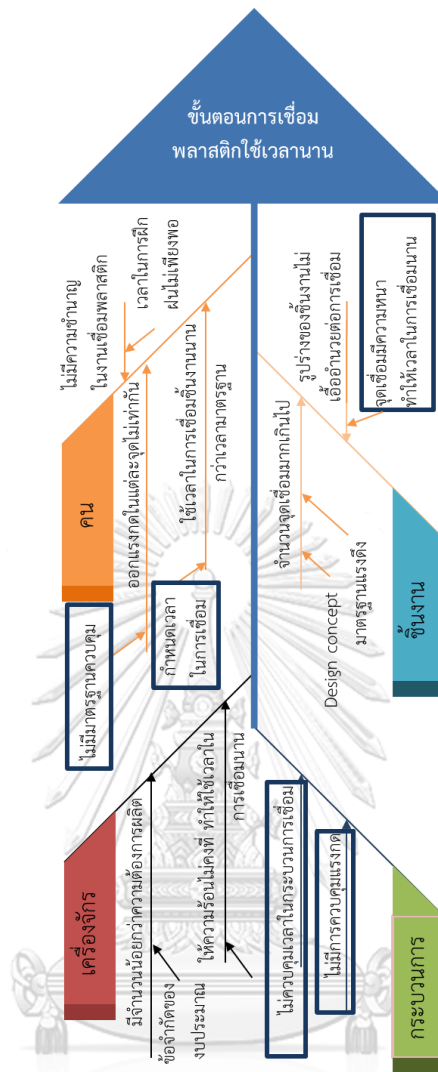 ขั้นตอนการเชื่อม
พลาสติกใช้เวลานาน
คน
ไม่มีความชำนาญ
ในงานเชื่อมพลาสติก
เวลาในการฝึก
ฝนไม่เพียงพอ
ออกแรงกดในแต่ละจุดไม่เท่ากัน
ไม่มีมาตรฐานควบคุม
ใช้เวลาในการเชื่อมชิ้นงานนาน
กว่าเวลามาตรฐาน
กำหนดเวลา
ในการเชื่อม
เครื่องจักร
มีจำนวนน้อยกว่าความต้องการผลิต
ข้อจำกัดของ
งบประมาณ
ให้ความร้อนไม่คงที่ ทำให้ใช้เวลาใน
การเชื่อมนาน
ชิ้นงาน
รูปร่างของชิ้นงานไม่
เอื้ออำนวยต่อการเชื่อม
จุดเชื่อมมีความหนา
ทำให้เวลาในการเชื่อมนาน
จำนวนจุดเชื่อมมากเกินไป
Design concept
มาตรฐานแรงดึง
กระบวนการ
ไม่ควบคุมเวลาในกระบวนการเชื่อม
ไม่มีการควบคุมแรงกด